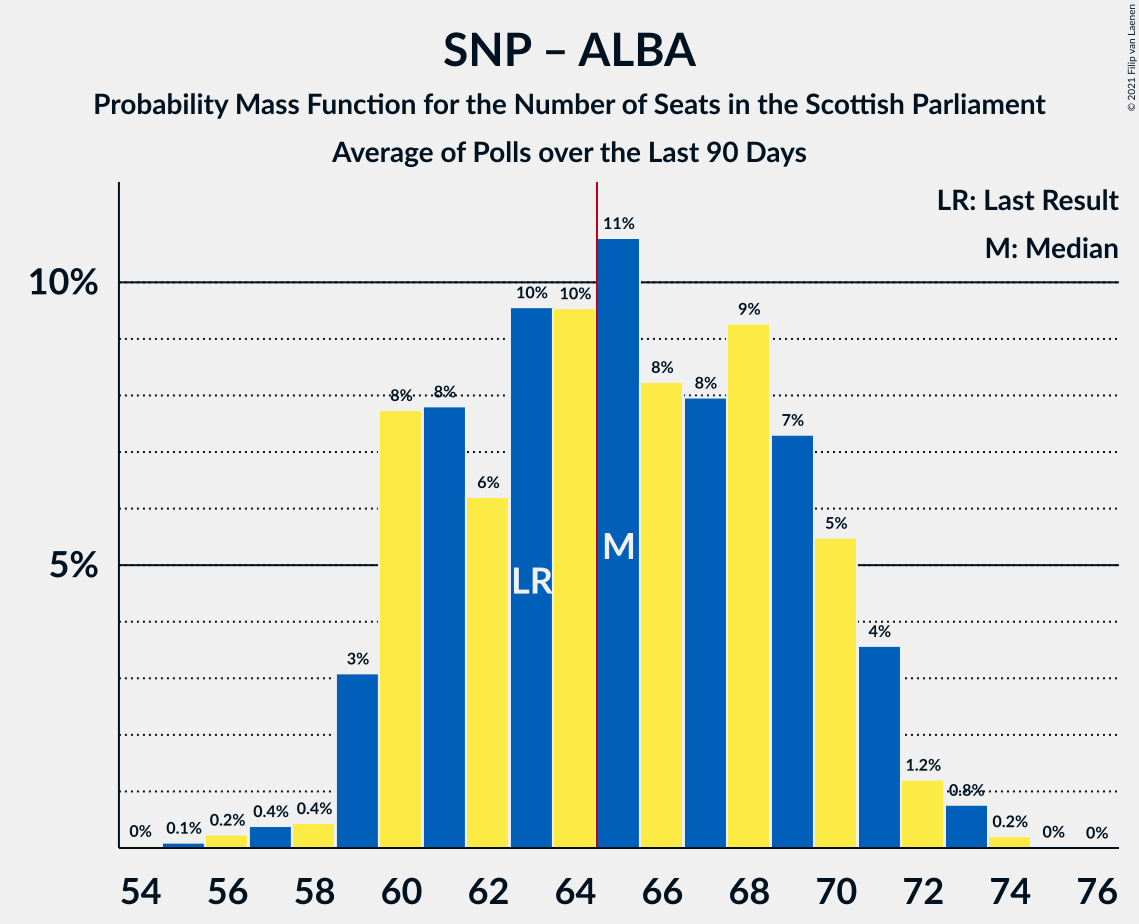 SNP – ALBA
Probability Mass Function for the Number of Seats in the Scottish Parliament
Average of Polls over the Last 90 Days
© 2021 Filip van Laenen
LR: Last Result
M: Median
10%
5%
0%
0.1%
0.2%
0.4%
0.4%
3%
8%
8%
6%
10%
10%
11%
8%
8%
9%
7%
5%
4%
1.2%
0.8%
0.2%
0%
0%
LR
M
54 56 58 60 62 64 66 68 70 72 74 76